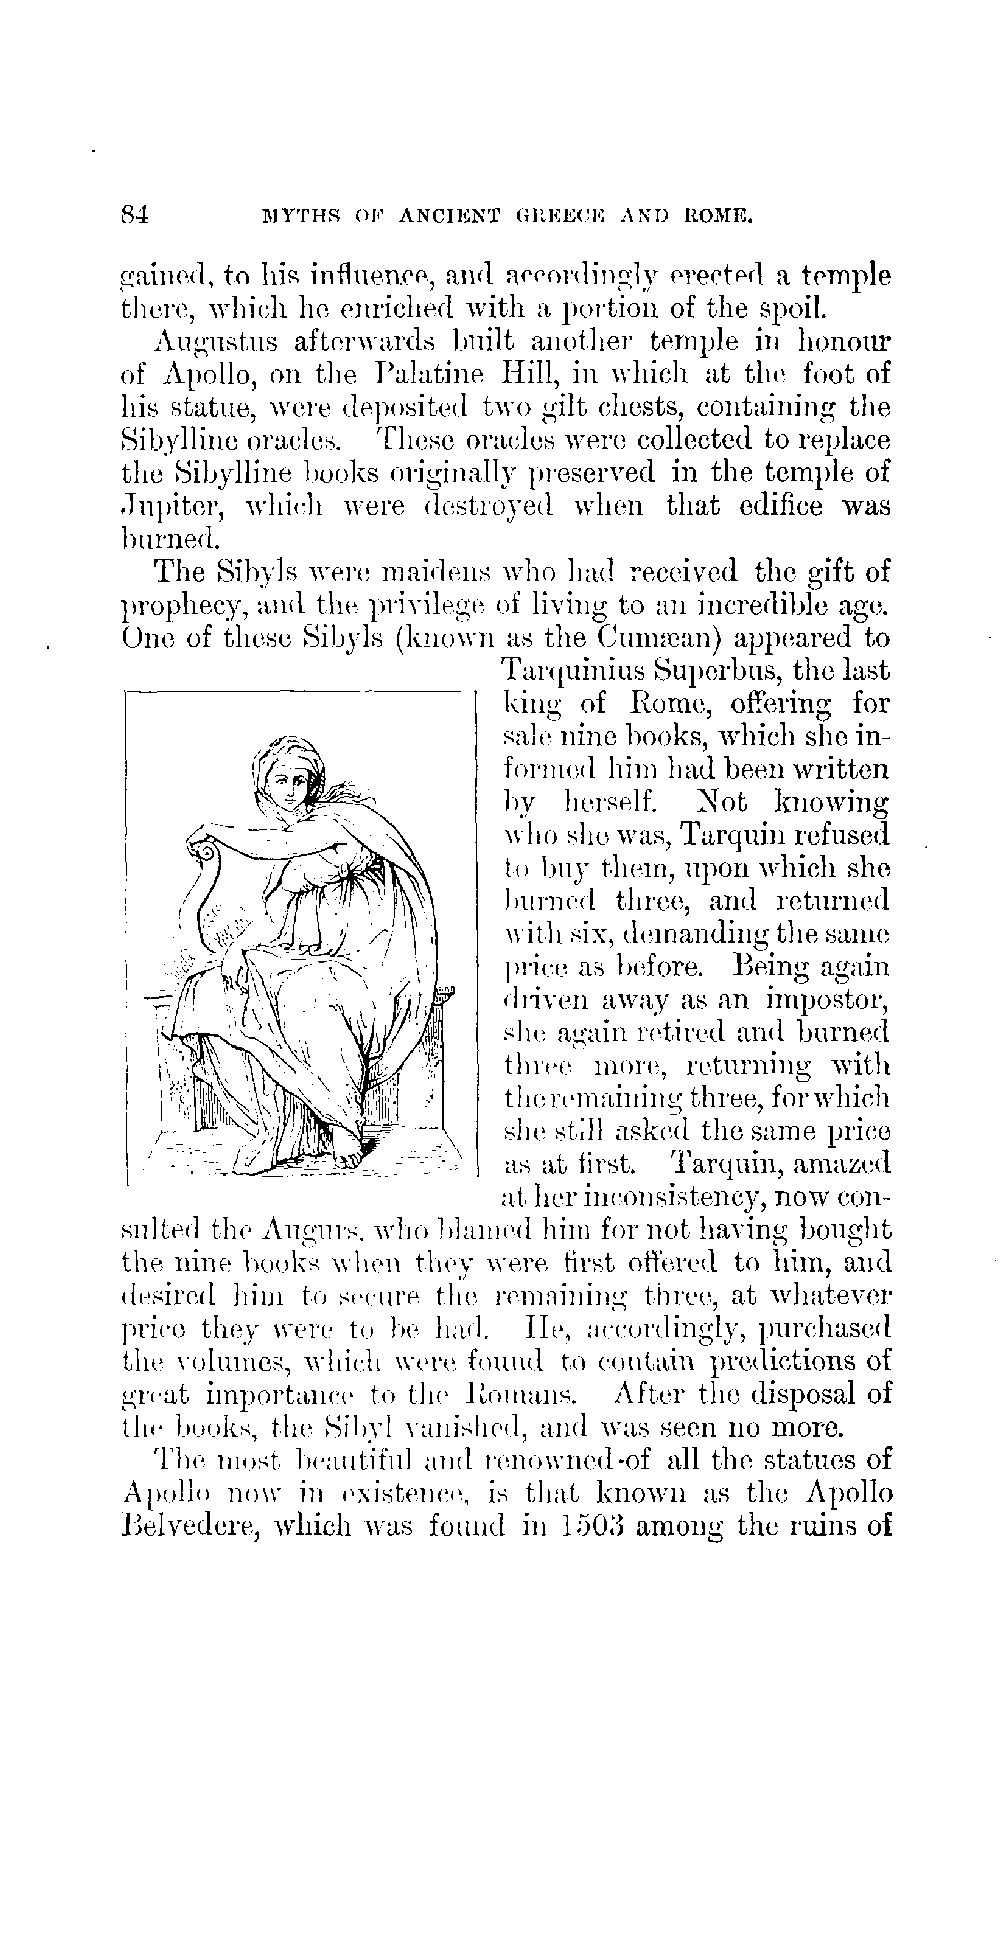 84 MYTHS OF ANCIENT GREECE AND ROME.
gained, to his influence, and accordingly erected a temple
there, which he enriched with a portion of the spoil.
Augustus afterwards built another temple in honour
of Apollo, on the Palatine Hill, in which at the foot of
his statue, were deposited two gilt chests, containing the
Sibylline oracles. These oracles were collected to replace
the Sibylline books originally preserved in the temple of
Jupiter, which were destroyed when that edifice was
burned.
The Sibyls were maidens who had received the gift of
prophecy, and the privilege of living to an incredible age.
One of these Sibyls (known as the Cumæan) appeared to
Tarquinius Superbus, the last
king of Rome, offering for
sale nine books, which she in-
formed him had been written
by herself. Not knowing
who she was, Tarquin refused
to buy them, upon which she
burned three, and returned
with six, demanding the same
price as before. Being again
driven away as an impostor,
she again retired and burned
three more, returning with
the remaining three, for which
she still asked the same price
as at first. Tarquin, amazed
at her inconsistency, now con-
sulted the Augurs, who blamed him for not having bought
the nine books when they were first offered to him, and
desired him to secure the remaining three, at whatever
price they were to be had. He, accordingly, purchased
the volumes, which were found to contain predictions of
great importance to the Romans. After the disposal of
the books, the Sibyl vanished, and was seen no more.
The most beautiful and renowned of all the statues of
Apollo now in existence, is that known as the Apollo
Belvedere, which was found in 1503 among the ruins of